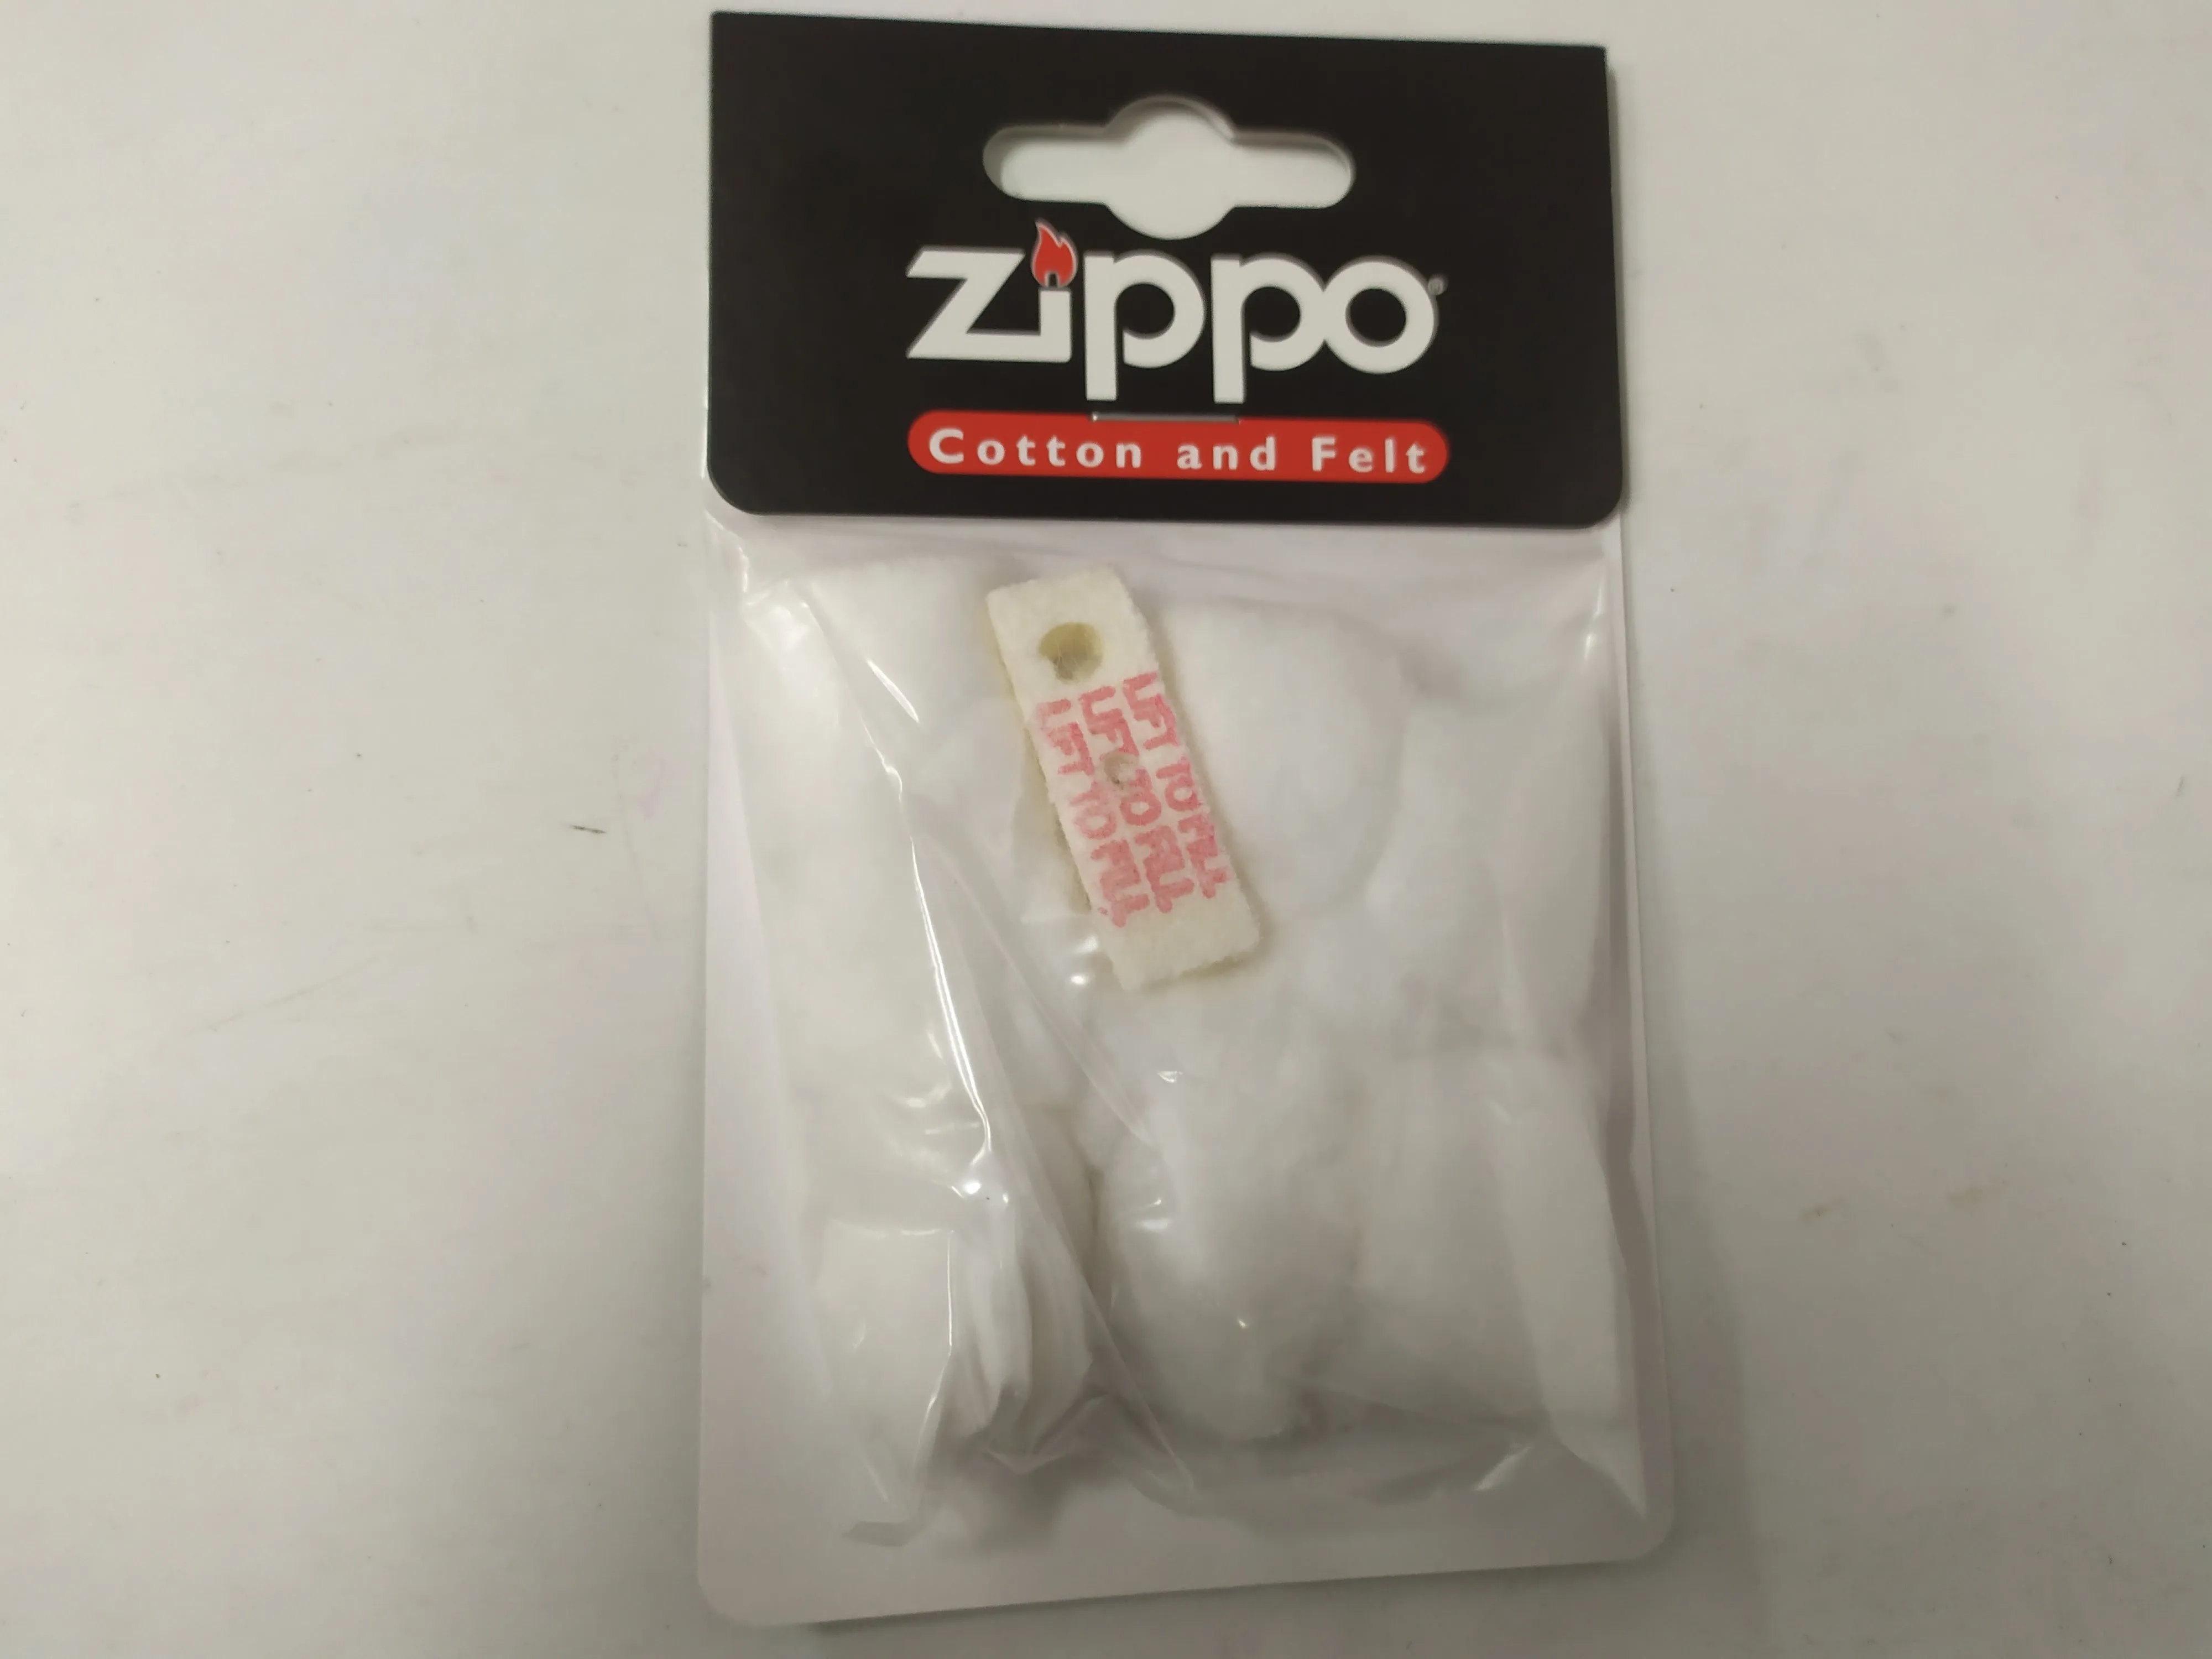 Zippo®
Cotton and Felt
LIFT TO FILL
LIFT TO FILL
LIFT TO FILL